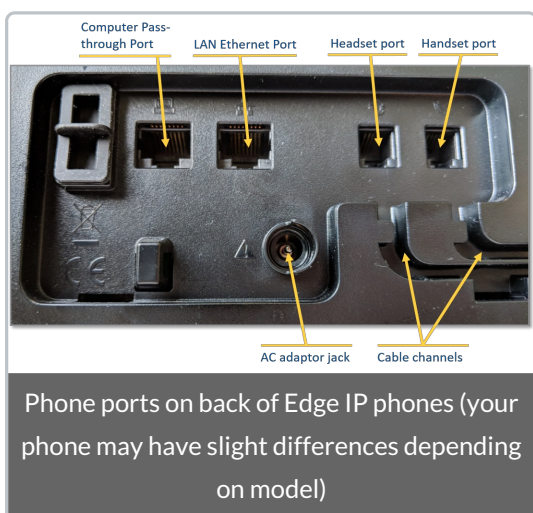 Computer Pass-
through Port
LAN Ethernet Port
Headset port
Handset port
CE
AC adaptor jack
Cable channels
Phone ports on back of Edge IP phones (your
phone may have slight differences depending
on model)